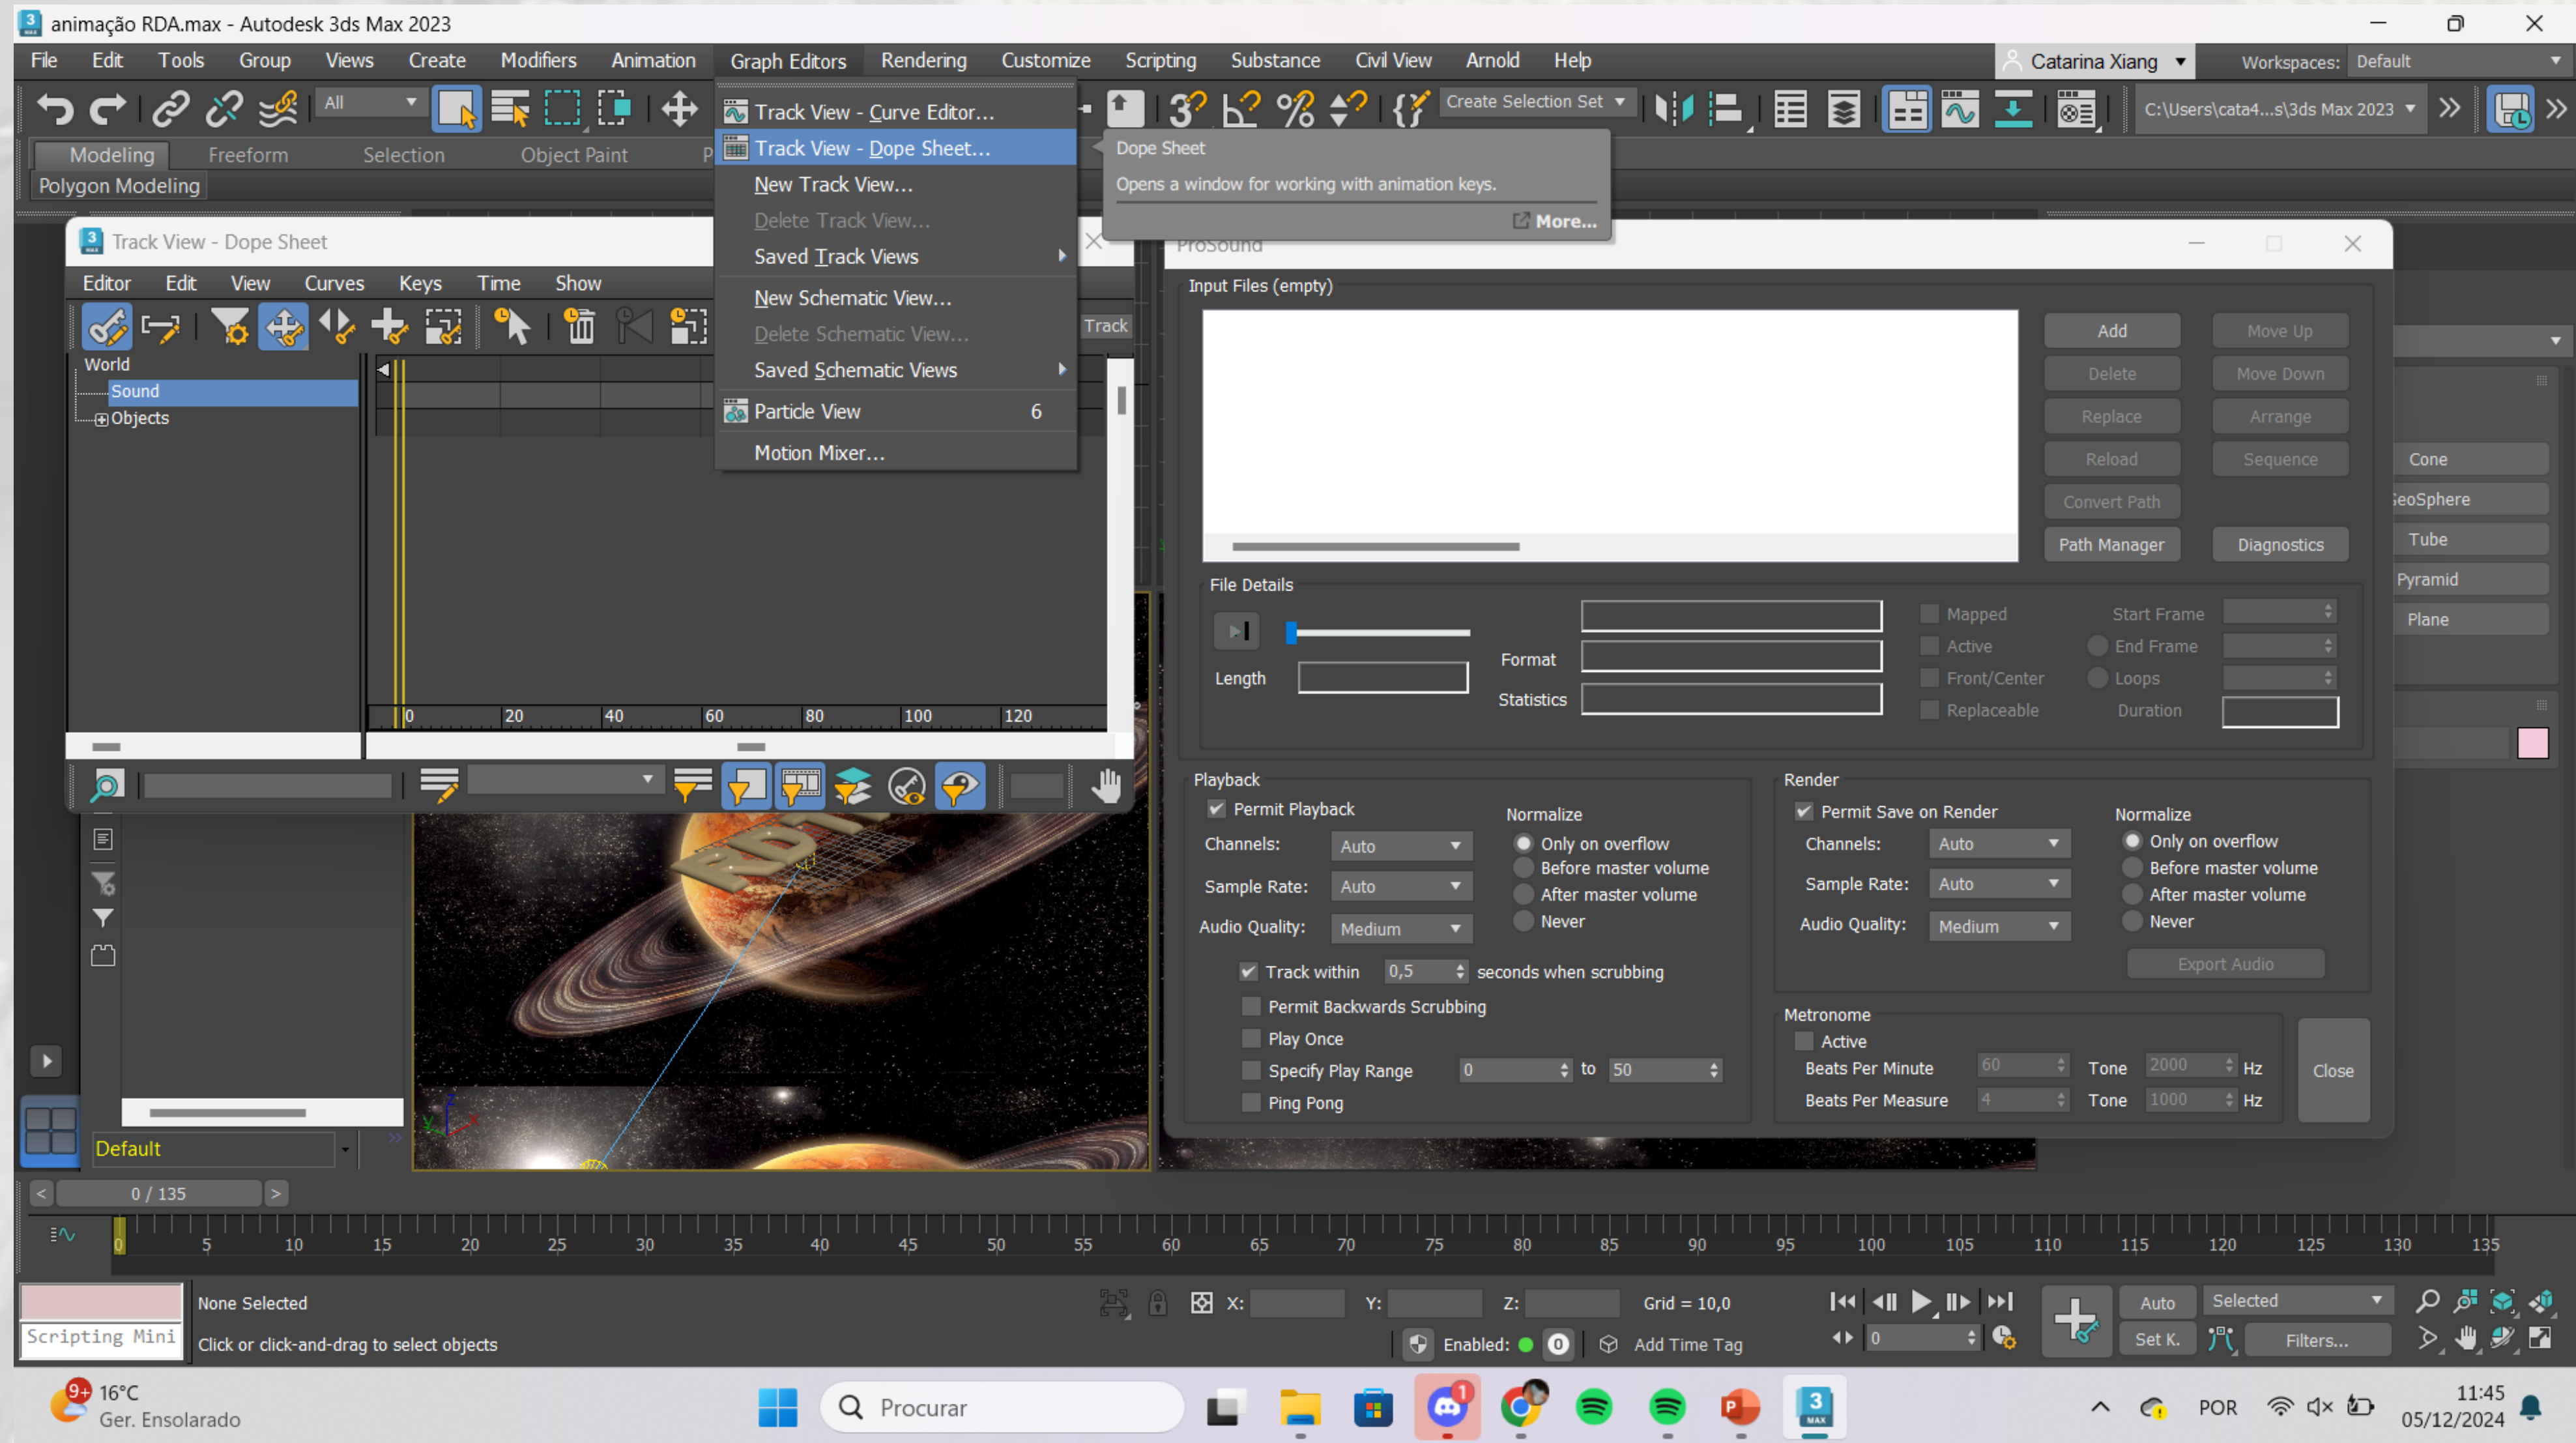 animação RDA.max - Autodesk 3ds Max 2023
File Edit Tools Group Views Create Modifiers Animation Graph Editors Rendering Customize Scripting Substance Civil View Arnold Help
Catarina Xiang
Workspaces: Default
All
Create Selection Set
C:\Users\cata4...s\3ds Max 2023
Modeling Freeform Selection Object Paint P
Polygon Modeling
Track View - Curve Editor...
Track View - Dope Sheet...
New Track View...
Delete Track View...
Saved Track Views
New Schematic View...
Delete Schematic View...
Saved Schematic Views
Particle View 6
Motion Mixer...
Dope Sheet
Opens a window for working with animation keys.
More...
Track View - Dope Sheet
Editor Edit View Curves Keys Time Show
Track
World
Sound
Objects
0 20 40 60 80 100 120
ProSound
Input Files (empty)
Add Move Up
Delete Move Down
Replace Arrange
Reload Sequence
Convert Path
Path Manager Diagnostics
File Details
Length
Format
Statistics
Mapped Start Frame
Active End Frame
Front/Center Loops
Replaceable Duration
Playback
Permit Playback
Channels: Auto
Sample Rate: Auto
Audio Quality: Medium
Normalize
Only on overflow
Before master volume
After master volume
Never
Track within 0,5 seconds when scrubbing
Permit Backwards Scrubbing
Play Once
Specify Play Range 0 to 50
Ping Pong
Render
Permit Save on Render
Channels: Auto
Sample Rate: Auto
Audio Quality: Medium
Normalize
Only on overflow
Before master volume
After master volume
Never
Export Audio
Metronome
Active
Beats Per Minute 60 Tone 2000 Hz
Beats Per Measure 4 Tone 1000 Hz
Close
Cone
GeoSphere
Tube
Pyramid
Plane
Default
0 / 135
0 5 10 15 20 25 30 35 40 45 50 55 60 65 70 75 80 85 90 95 100 105 110 115 120 125 130 135
None Selected
X: Y: Z: Grid = 10,0
Auto Selected
Scripting Mini
Click or click-and-drag to select objects
Enabled: 0 Add Time Tag
0
Set K. Filters...
9+ 16°C
Ger. Ensolarado
Procurar
1
POR
11:45
05/12/2024